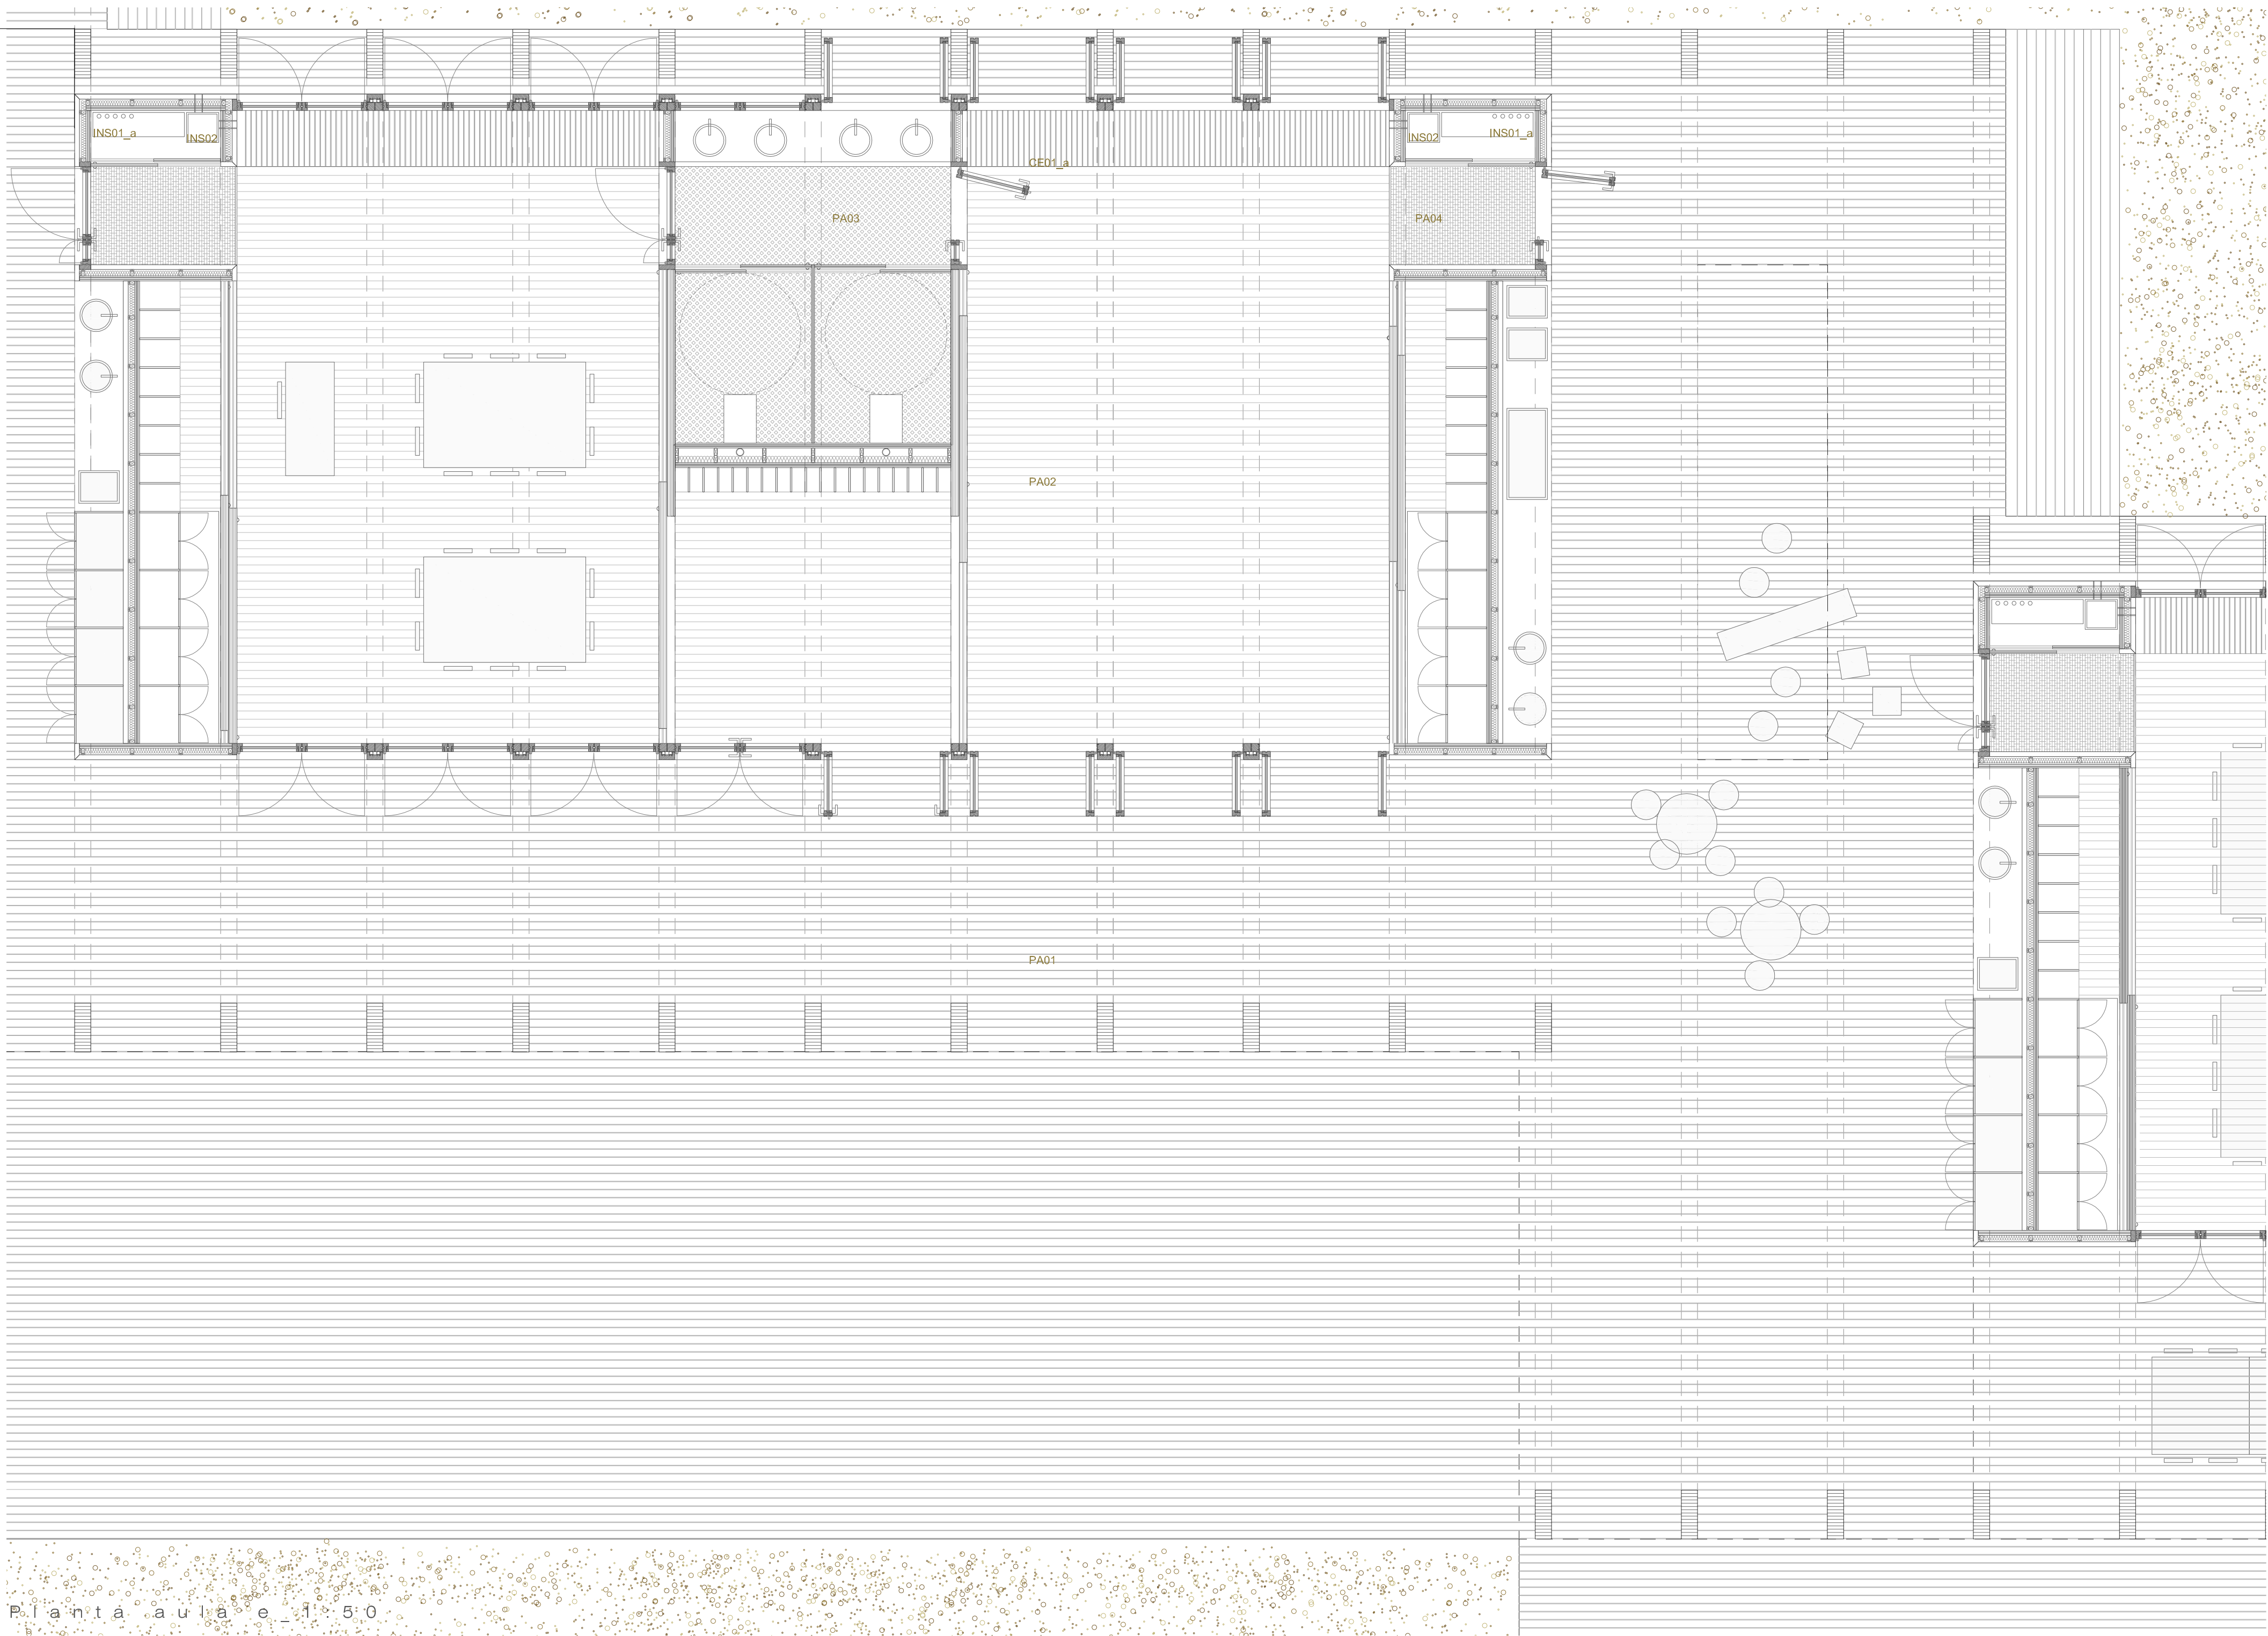 INS01_a
INS02
INS02
INS01_a
CE01_a
PA03
PA04
PA02
PA01
Planta aula e_1:50